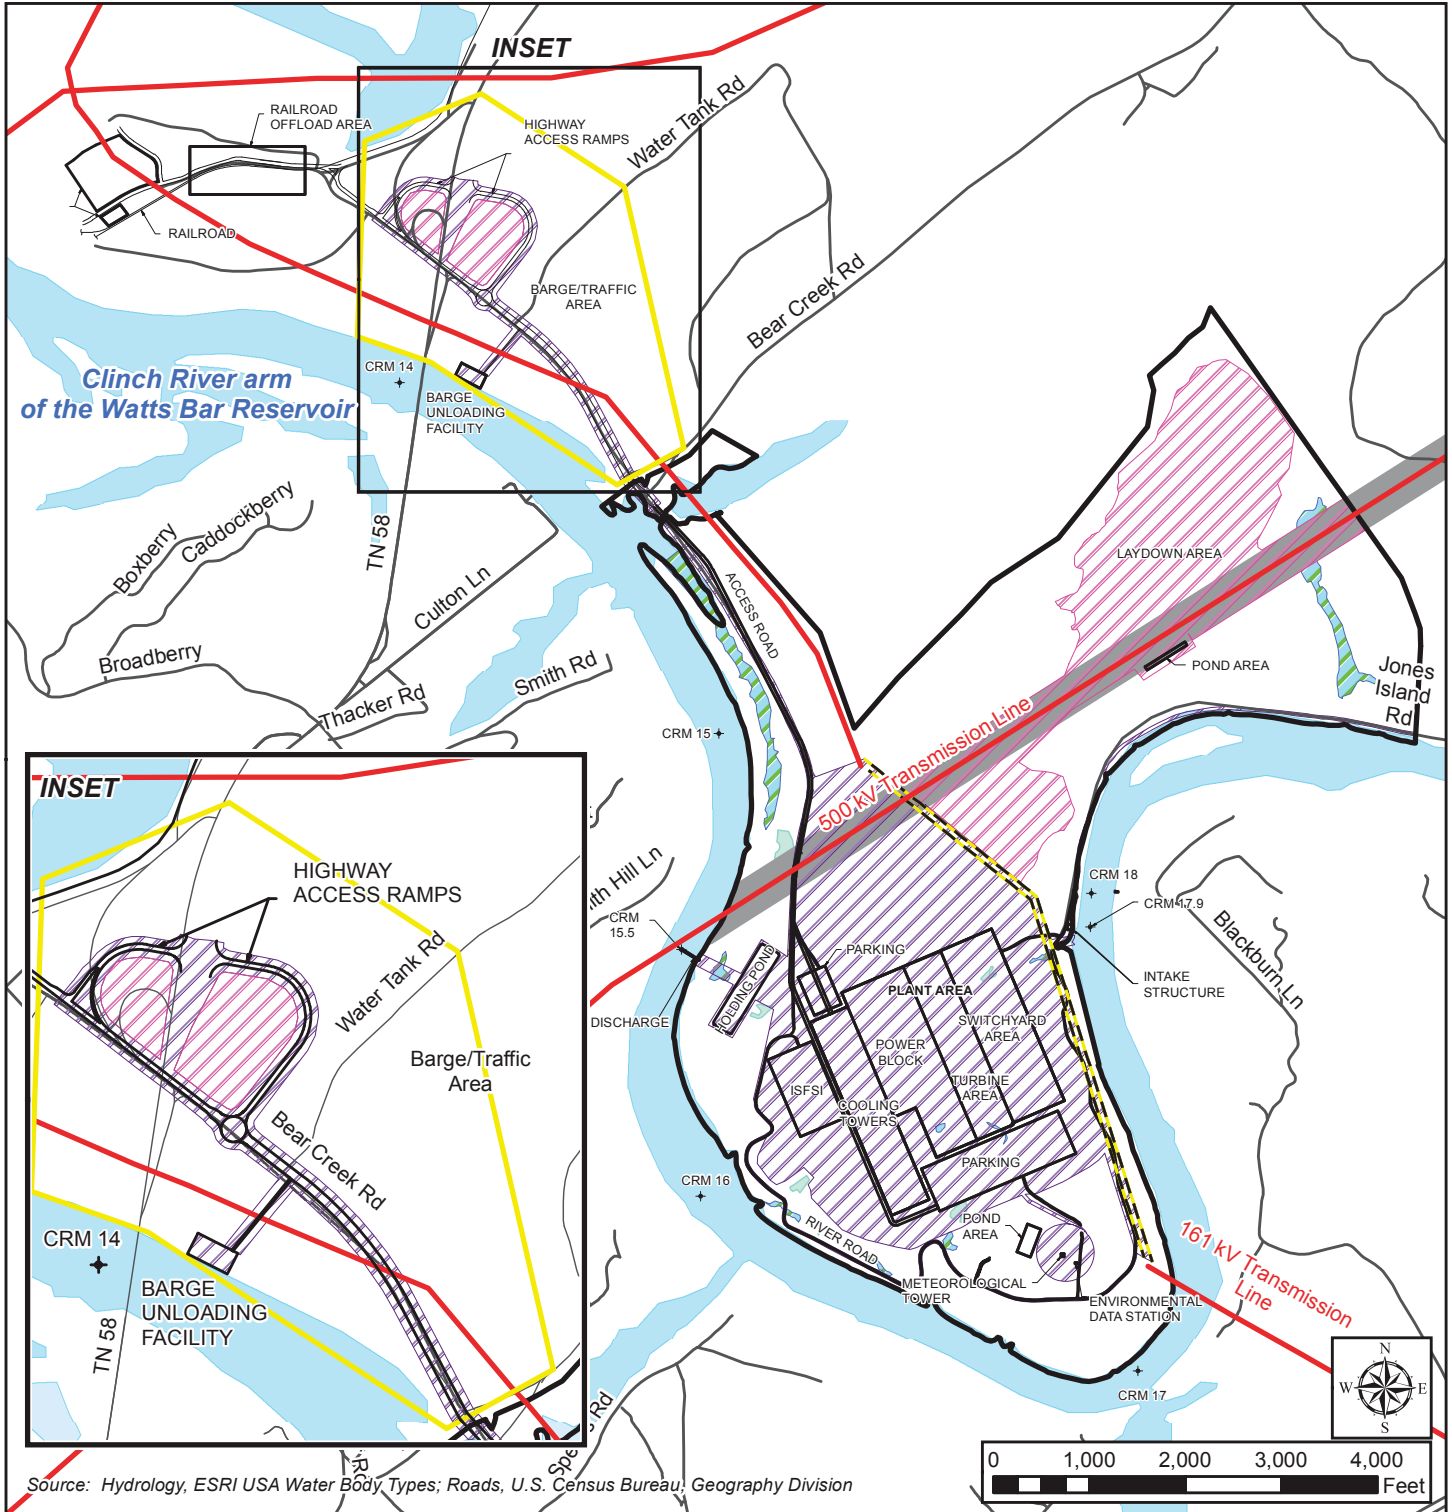 INSET
RAILROAD
OFFLOAD AREA
HIGHWAY
ACCESS RAMPS
Water Tank Rd
RAILROAD
BARGE/TRAFFIC
AREA
Bear Creek Rd
Clinch River arm
of the Watts Bar Reservoir
CRM 14
BARGE
UNLOADING
FACILITY
TN 58
Boxberry
Caddockberry
Broadberry
Culton Ln
Thacker Rd
Smith Rd
ACCESS ROAD
LAYDOWN AREA
POND AREA
Jones
Island
Rd
CRM 15
500 kV Transmission Line
INSET
HIGHWAY
ACCESS RAMPS
Water Tank Rd
Barge/Traffic
Area
Bear Creek Rd
CRM 14
BARGE
UNLOADING
FACILITY
TN 58
ith Hill Ln
CRM
15.5
DISCHARGE
HOLDING POND
PARKING
PLANT AREA
SWITCHYARD
AREA
POWER
BLOCK
TURBINE
AREA
ISFSI
COOLING
TOWERS
PARKING
CRM 18
CRM 17.9
INTAKE
STRUCTURE
Blackburn Ln
CRM 16
RIVER ROAD
POND
AREA
METEOROLOGICAL
TOWER
ENVIRONMENTAL
DATA STATION
161 kV Transmission
Line
CRM 17
N
W
E
S
Rd
0 1,000 2,000 3,000 4,000
Feet
Source: Hydrology, ESRI USA Water Body Types; Roads, U.S. Census Bureau, Geography Division